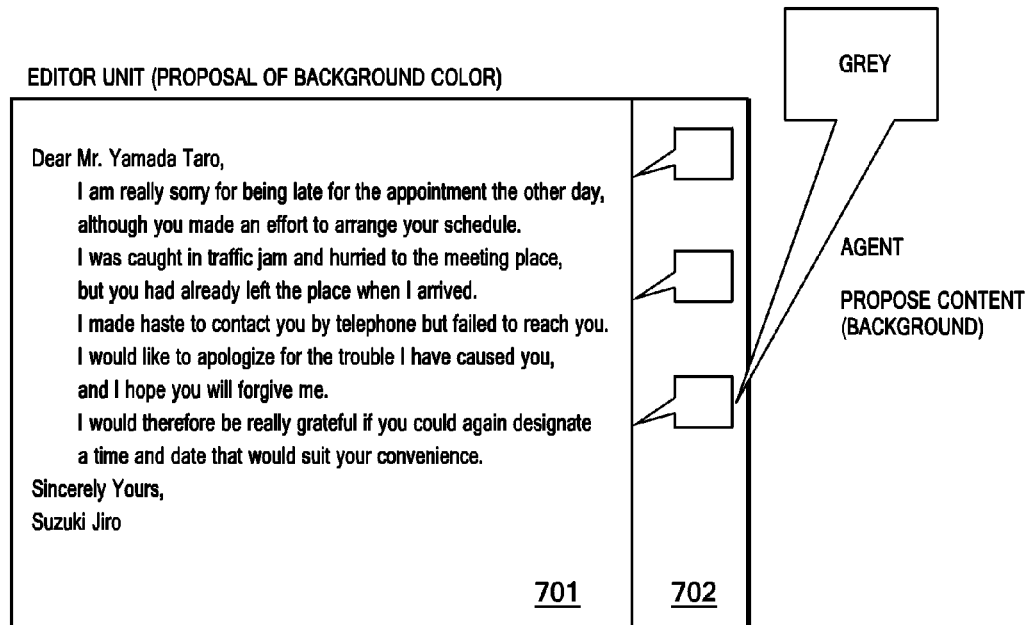 EDITOR UNIT (PROPOSAL OF BACKGROUND COLOR)
GREY
Dear Mr. Yamada Taro,
I am really sorry for being late for the appointment the other day,
although you made an effort to arrange your schedule.
I was caught in traffic jam and hurried to the meeting place,
but you had already left the place when I arrived.
I made haste to contact you by telephone but failed to reach you.
I would like to apologize for the trouble I have caused you,
and I hope you will forgive me.
I would therefore be really grateful if you could again designate
a time and date that would suit your convenience.
Sincerely Yours,
Suzuki Jiro
701
702
AGENT
PROPOSE CONTENT
(BACKGROUND)